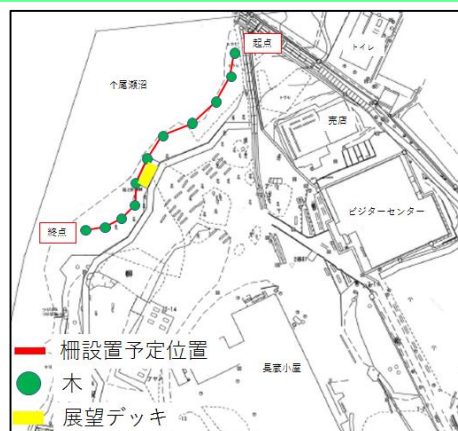 起点
トイレ
个尾瀬沼
売店
ビジターセンター
終点
長蔵小屋
柵設置予定位置
木
展望デッキ